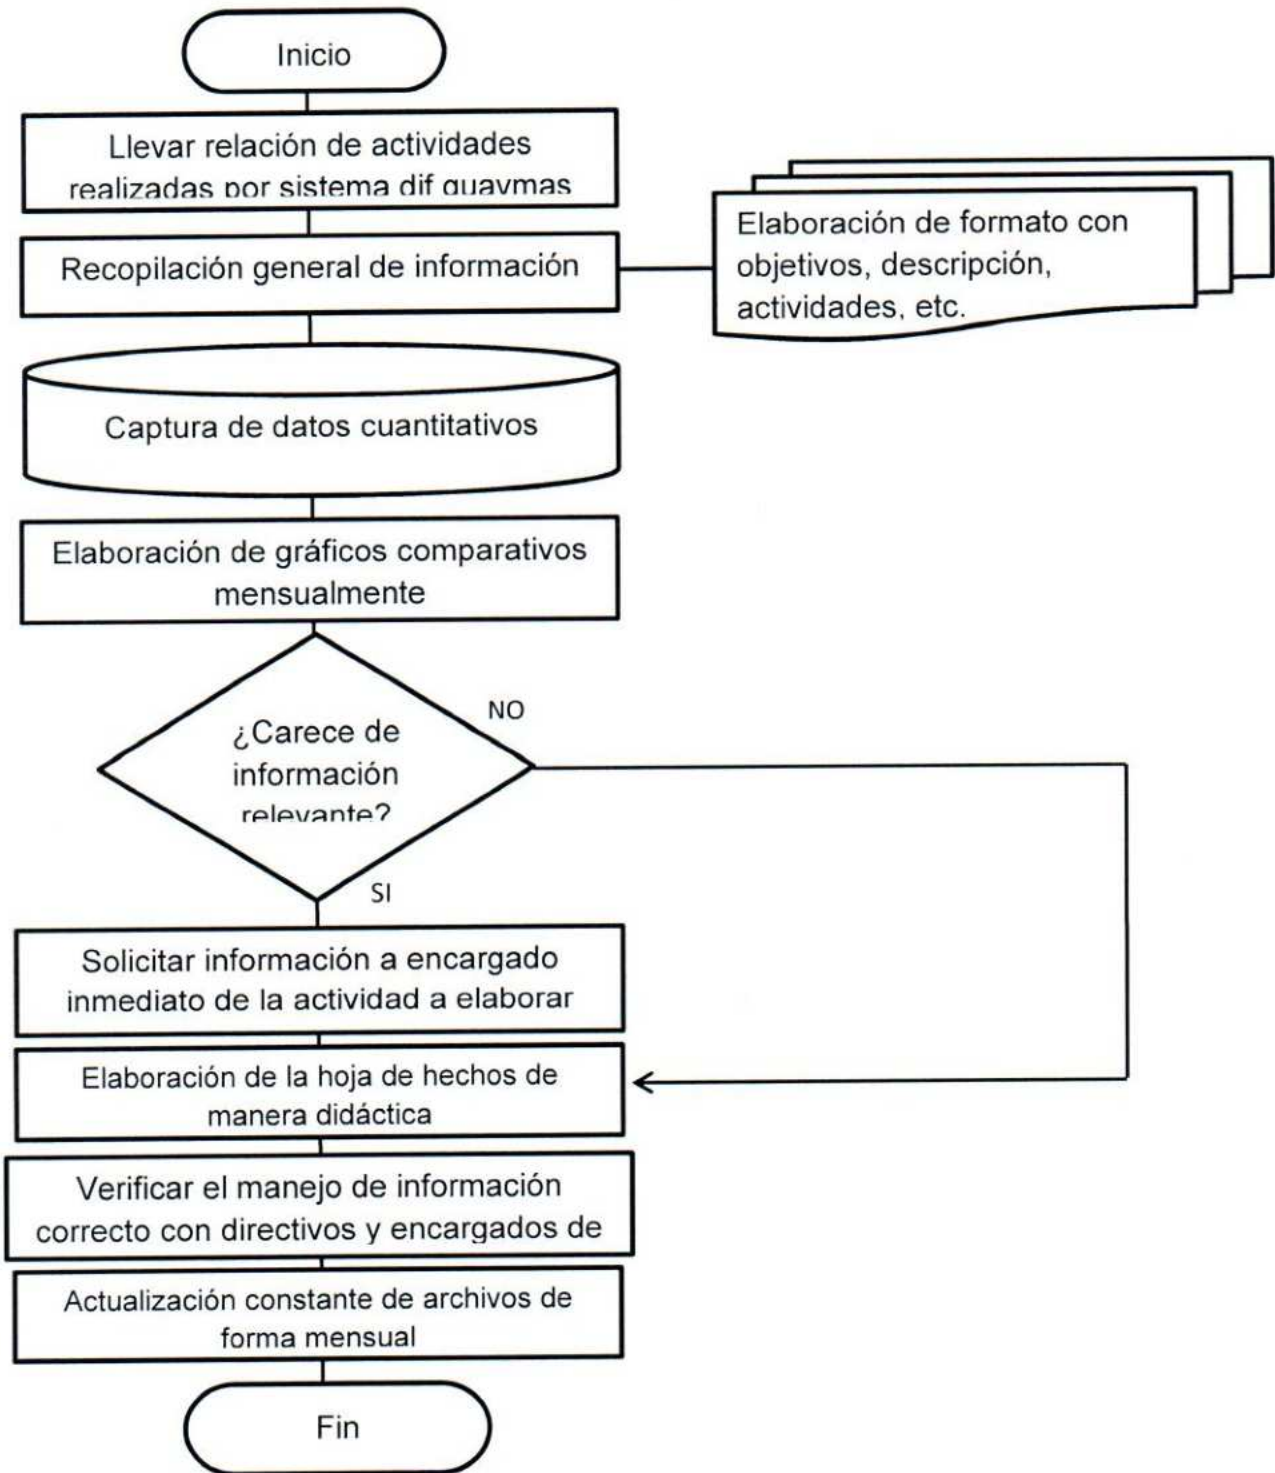 Inicio
Llevar relación de actividades
realizadas por sistema dif guaymas
Recopilación general de información
Elaboración de formato con
objetivos, descripción,
actividades, etc.
Captura de datos cuantitativos
Elaboración de gráficos comparativos
mensualmente
NO
¿Carece de
información
relevante?
SI
Solicitar información a encargado
inmediato de la actividad a elaborar
Elaboración de la hoja de hechos de
manera didáctica
Verificar el manejo de información
correcto con directivos y encargados de
Actualización constante de archivos de
forma mensual
Fin